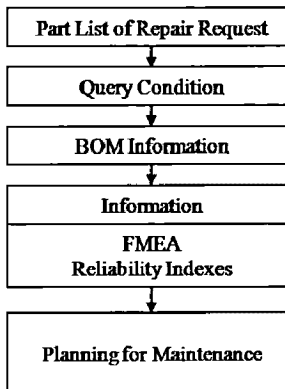 Part List of Repair Request
Query Condition
BOM Information
Information
FMEA
Reliability Indexes
Planning for Maintenance